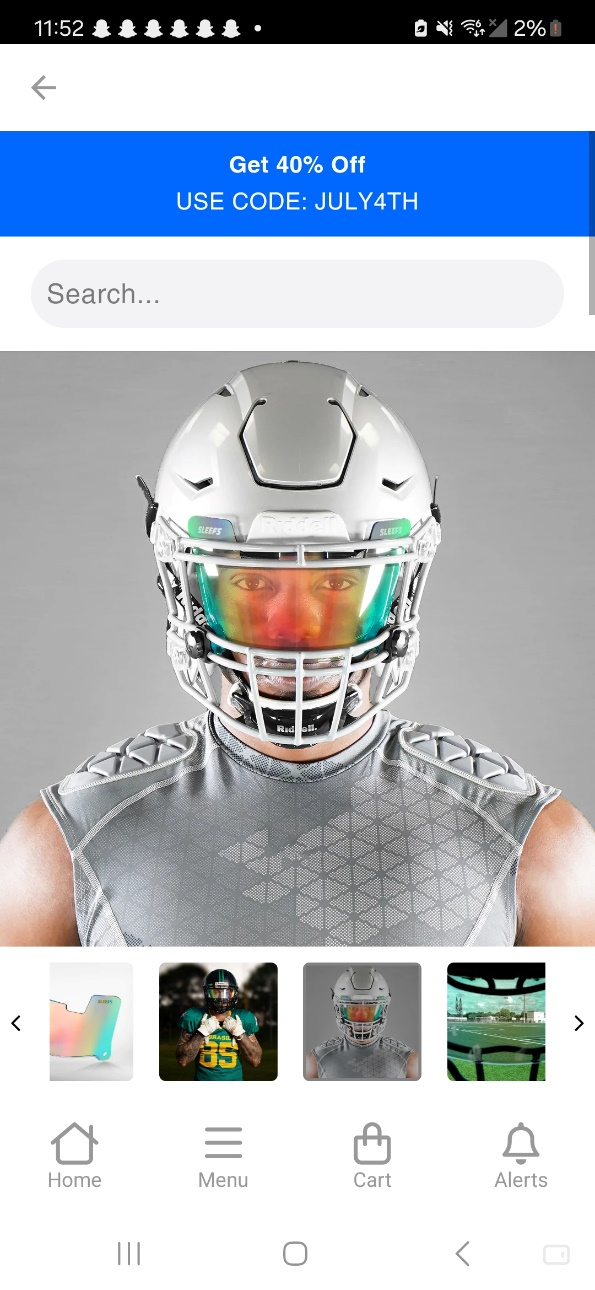 11:52
2%
Get 40% Off
USE CODE: JULY4TH
Search...
SLEEFS
Riddell
SLEEFS
Riddell.
SLEEFS
BRASIL
85
Home
Menu
Cart
Alerts